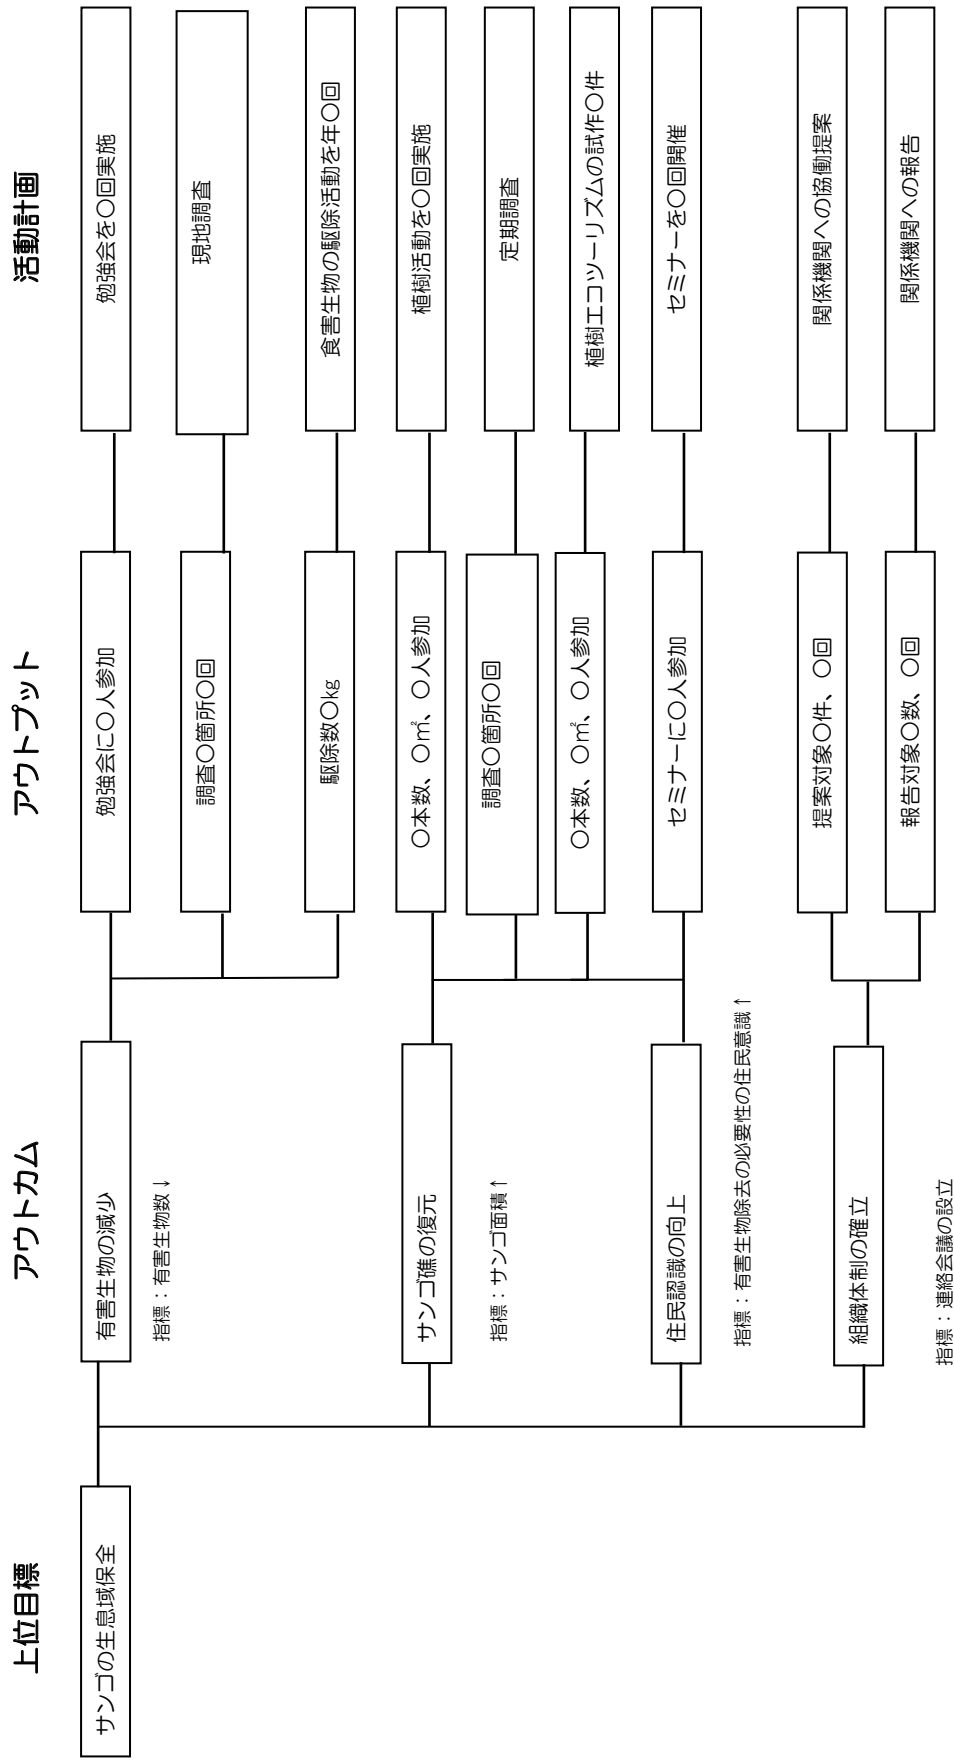 上位目標
アウトカム
アウトプット
活動計画
サンゴの生息域保全
有害生物の減少
指標：有害生物数↓
勉強会に〇人参加
勉強会を〇回実施
調査〇箇所〇回
現地調査
駆除数〇kg
食害生物の駆除活動を年〇回
サンゴ礁の復元
指標：サンゴ面積↑
〇本数、〇㎡、〇人参加
植樹活動を〇回実施
調査〇箇所〇回
定期調査
〇本数、〇㎡、〇人参加
植樹エコツーリズムの試作〇件
住民認識の向上
指標：有害生物除去の必要性の住民意識↑
セミナーに〇人参加
セミナーを〇回開催
組織体制の確立
指標：連絡会議の設立
提案対象〇件、〇回
関係機関への協働提案
報告対象〇数、〇回
関係機関への報告